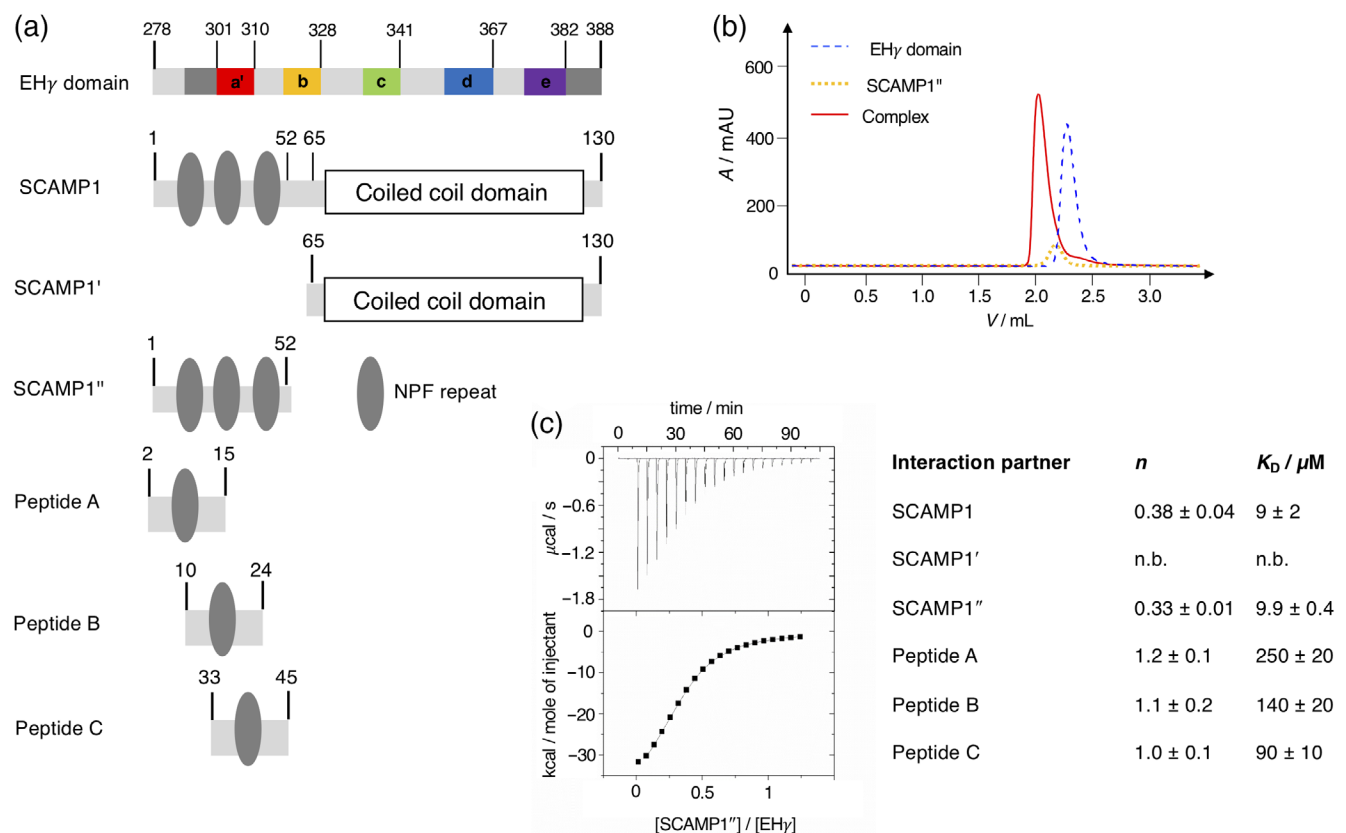 (a)
278 301 310 328 341 367 382 388
EHγ domain a' b c d e
1 52 65 130
SCAMP1 Coiled coil domain
65 130
SCAMP1' Coiled coil domain
1 52
SCAMP1" NPF repeat
2 15
Peptide A
10 24
Peptide B
33 45
Peptide C
(b)
EHγ domain
SCAMP1"
Complex
A / mAU
600
400
200
0
0 0.5 1.0 1.5 2.0 2.5 3.0
V / mL
(c)
time / min
0 30 60 90
µcal / s
0
−0.6
−1.2
−1.8
kcal / mole of injectant
0
−10
−20
−30
0 0.5 1
[SCAMP1″] / [EHγ]
Interaction partner n KD / µM
SCAMP1 0.38 ± 0.04 9 ± 2
SCAMP1′ n.b. n.b.
SCAMP1″ 0.33 ± 0.01 9.9 ± 0.4
Peptide A 1.2 ± 0.1 250 ± 20
Peptide B 1.1 ± 0.2 140 ± 20
Peptide C 1.0 ± 0.1 90 ± 10